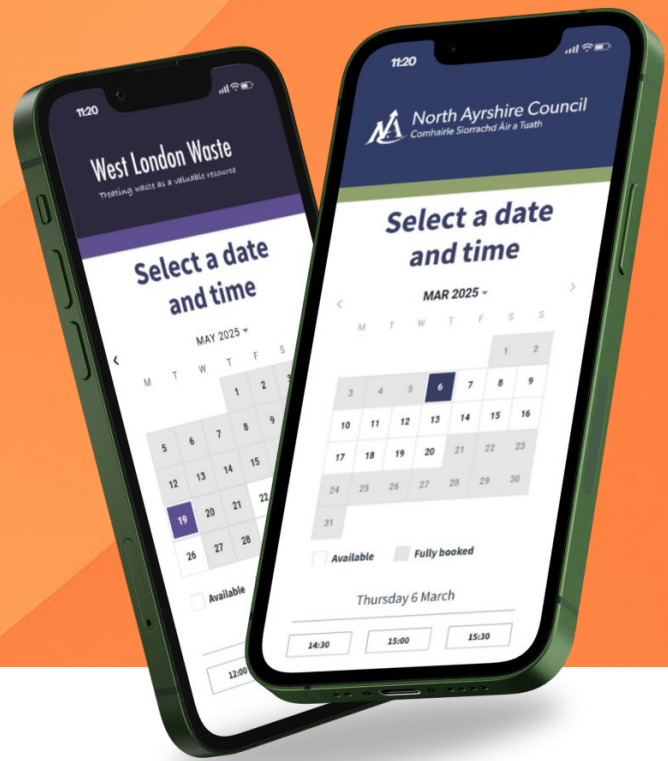 11:20
West London Waste
Treating waste as a valuable resource
Select a date
and time
MAY 2025
M T W T F S
1 2 3
5 6 7 8 9
12 13 14 15
19 20 21 22
26 27 28
Available
12:00
11:20
North Ayrshire Council
Comhairle Siorrachd Àir a Tuath
Select a date
and time
MAR 2025
M T W T F S S
1 2
3 4 5 6 7 8 9
10 11 12 13 14 15 16
17 18 19 20 21 22 23
24 25 26 27 28 29 30
31
Available Fully booked
Thursday 6 March
14:30 15:00 15:30